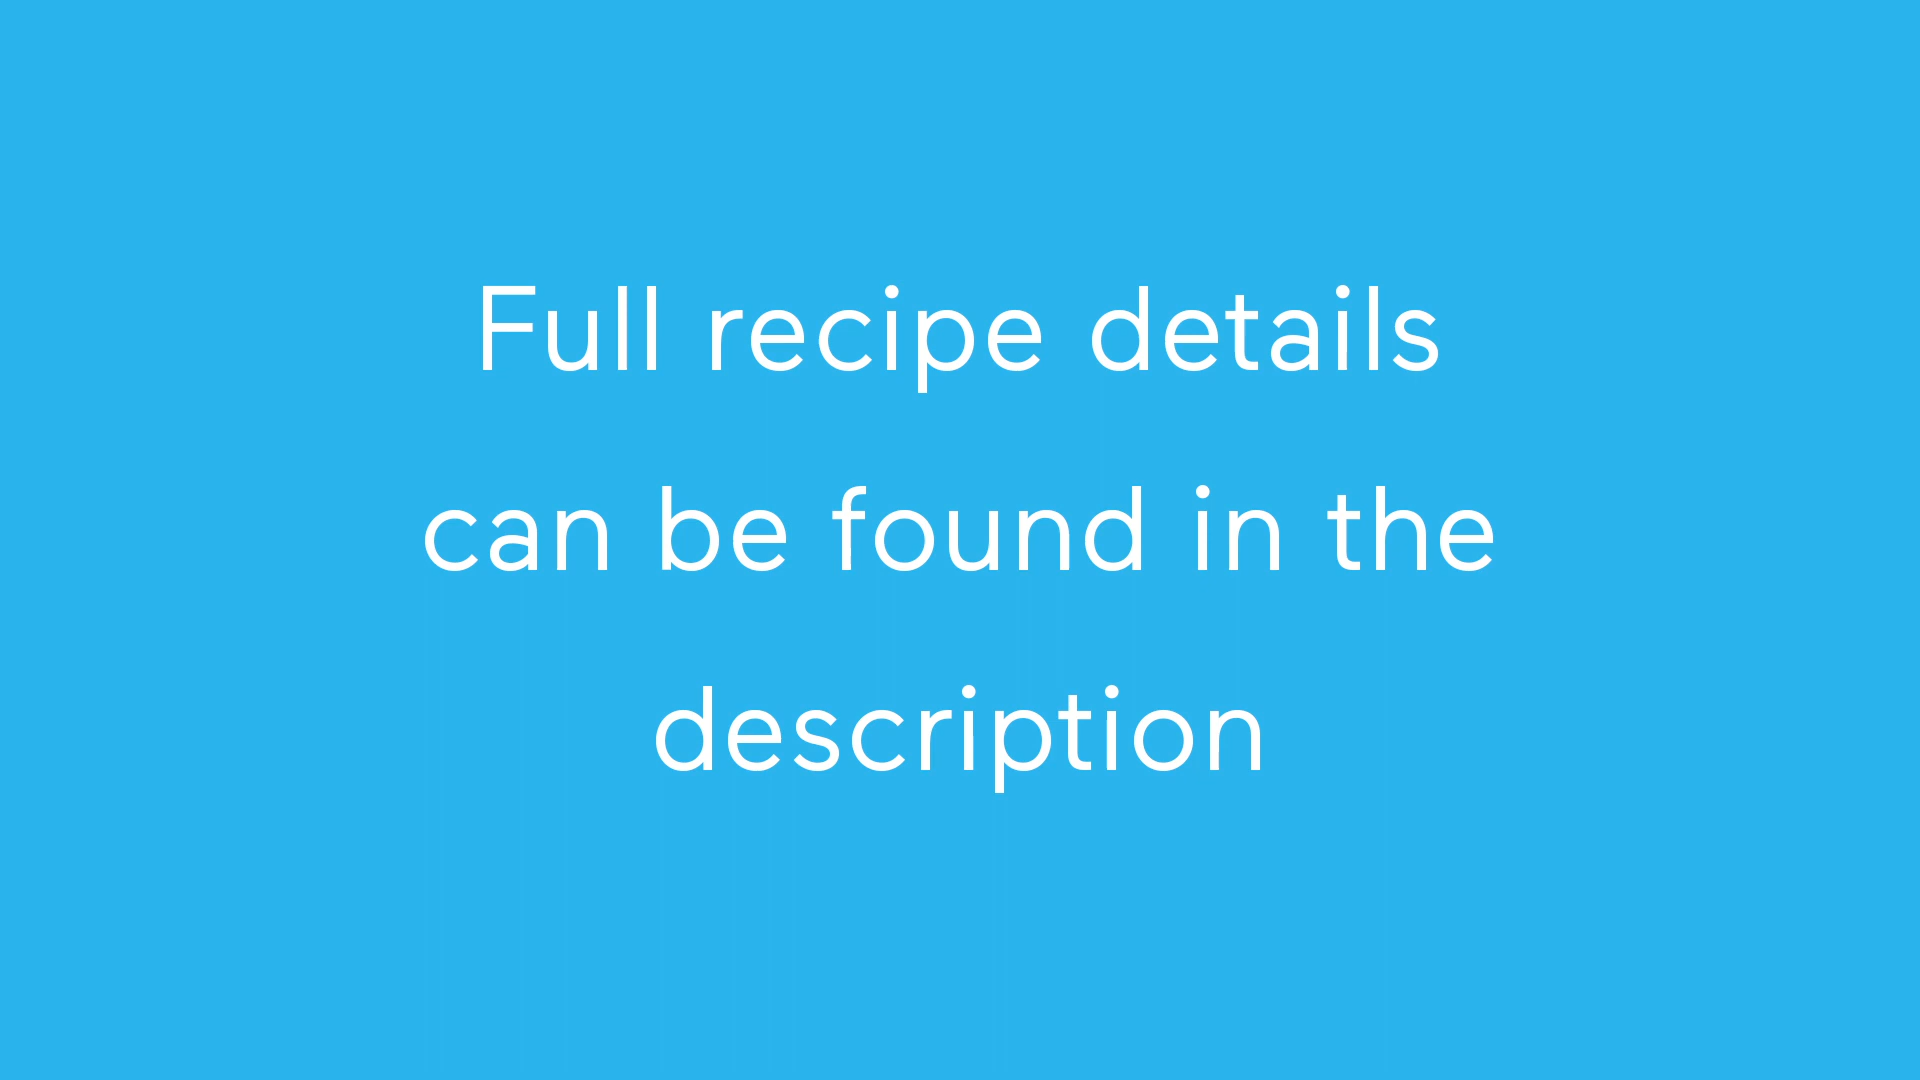 Full recipe details
can be found in the
description